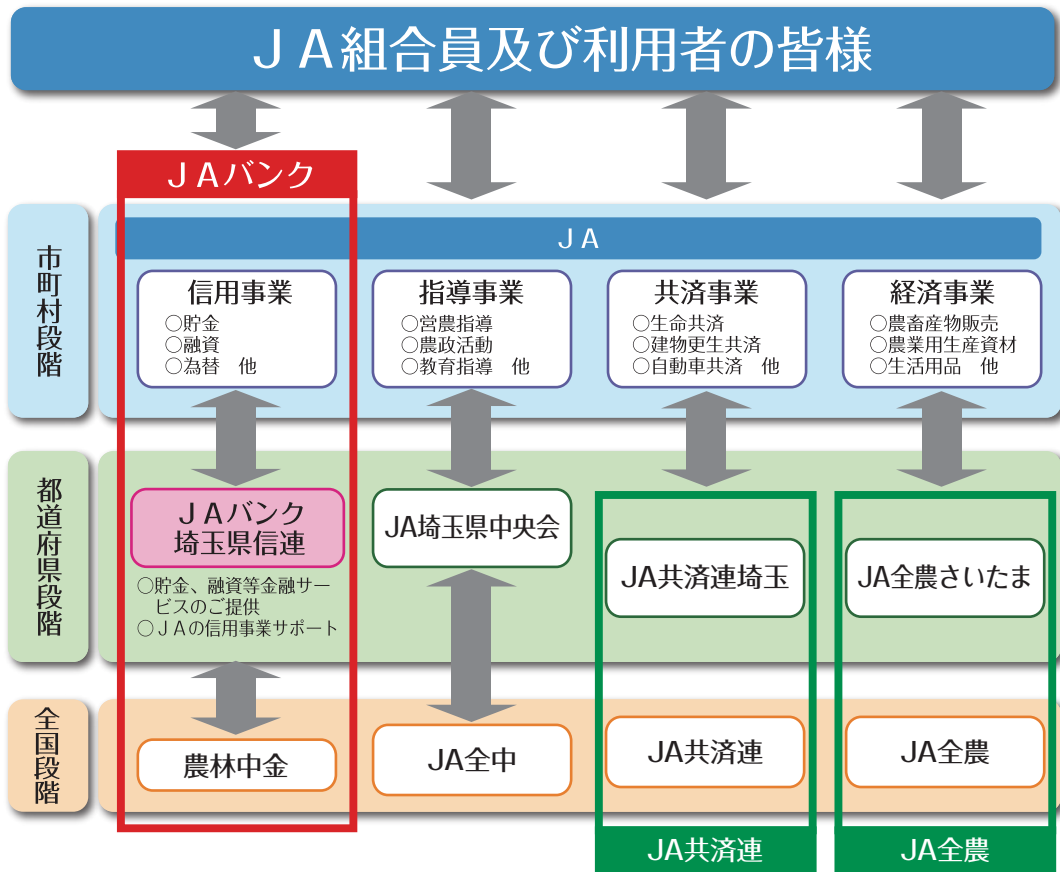 ＪＡ組合員及び利用者の皆様
ＪＡバンク
市町村段階
ＪＡ
信用事業
○貯金
○融資
○為替　他
指導事業
○営農指導
○農政活動
○教育指導　他
共済事業
○生命共済
○建物更生共済
○自動車共済　他
経済事業
○農畜産物販売
○農業用生産資材
○生活用品　他
都道府県段階
ＪＡバンク
埼玉県信連
○貯金、融資等金融サー
ビスのご提供
○ＪＡの信用事業サポート
JA埼玉県中央会
JA共済連埼玉
JA全農さいたま
全国段階
農林中金
JA全中
JA共済連
JA全農
JA共済連
JA全農